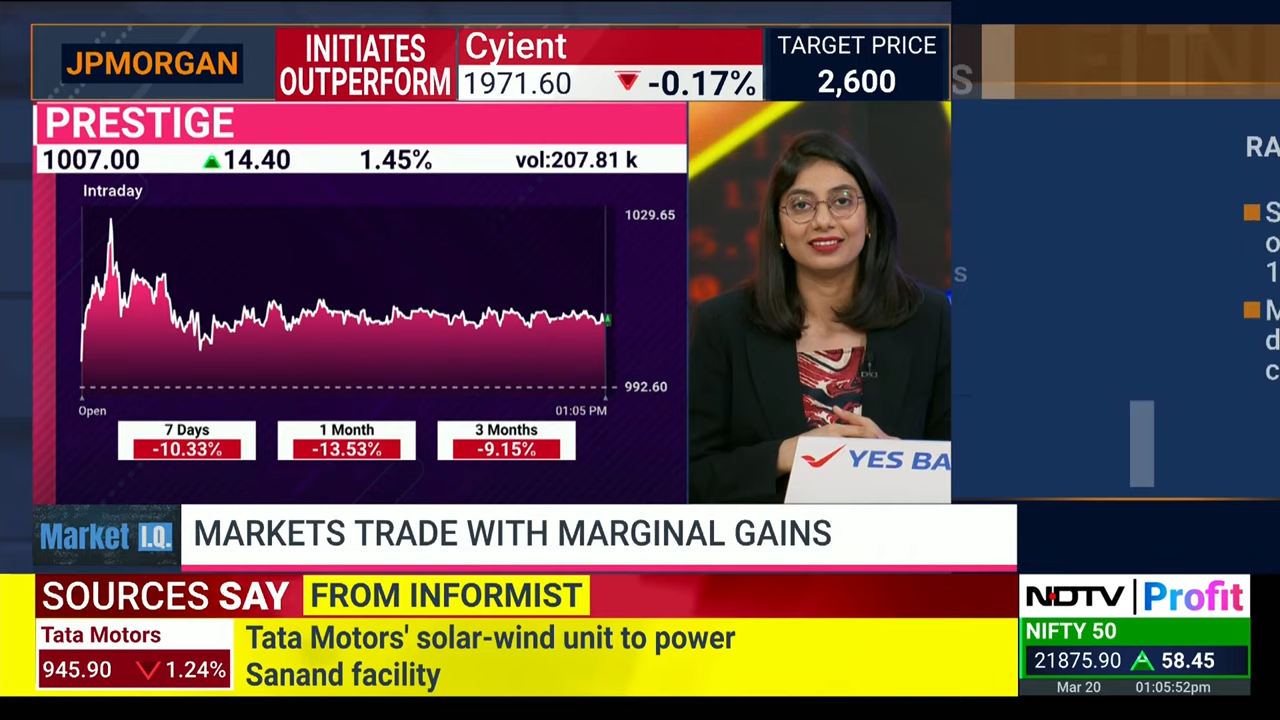 JPMORGAN
INITIATES
OUTPERFORM
Cyient
1971.60 -0.17%
TARGET PRICE
2,600
PRESTIGE
1007.00 14.40 1.45% vol:207.81 k
Intraday
1029.65
992.60
Open 01:05 PM
7 Days
-10.33%
1 Month
-13.53%
3 Months
-9.15%
YES BA
RA
Market I.Q.
MARKETS TRADE WITH MARGINAL GAINS
SOURCES SAY FROM INFORMIST
Tata Motors
945.90 1.24%
Tata Motors' solar-wind unit to power
Sanand facility
NDTV Profit
NIFTY 50
21875.90 58.45
Mar 20 01:05:52pm